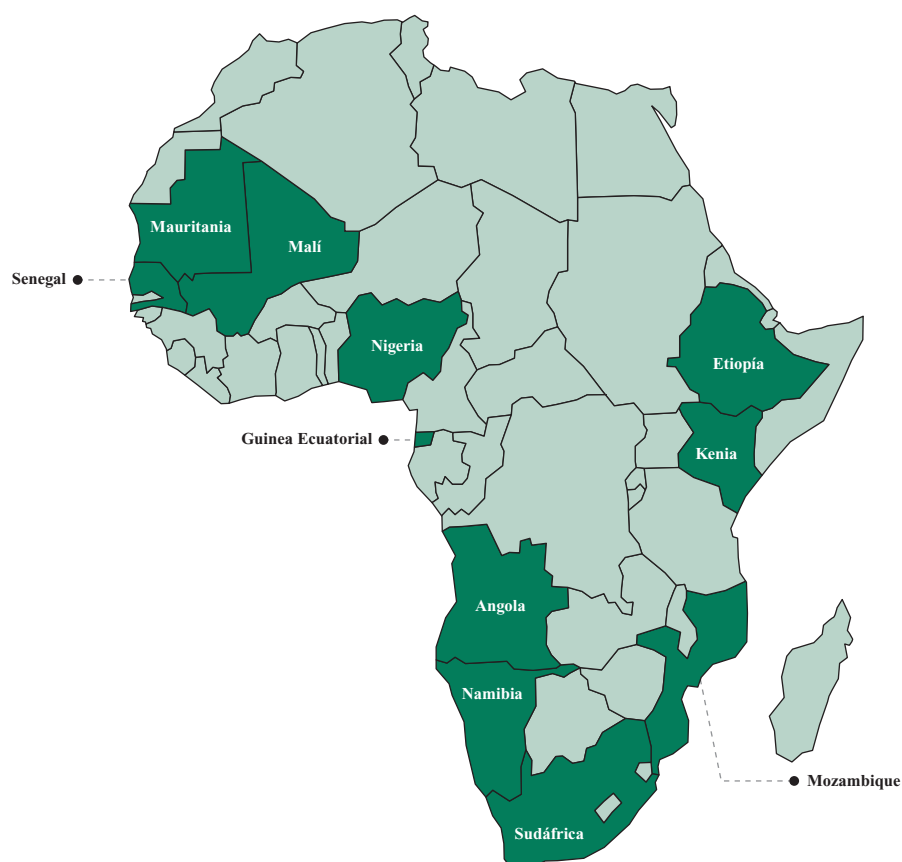 Mauritania
Malí
Senegal
Nigeria
Etiopía
Guinea Ecuatorial
Kenia
Angola
Namibia
Mozambique
Sudáfrica